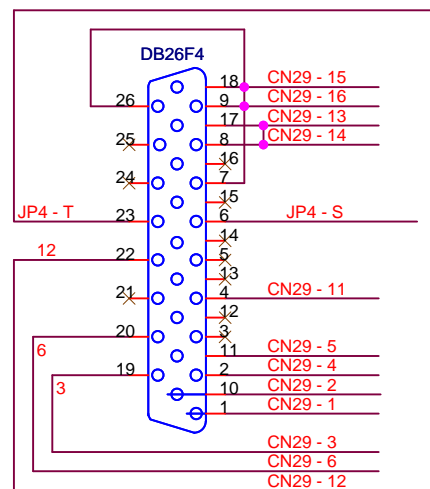 DB26F4
18 CN29 - 15
26 9 CN29 - 16
17 CN29 - 13
25 8 CN29 - 14
16
24 7
15
JP4 - T 23 6 JP4 - S
14
12 22 5
13
21 4 CN29 - 11
12
20 3
6 11 CN29 - 5
19 2 CN29 - 4
3 10 CN29 - 2
1 CN29 - 1
CN29 - 3
CN29 - 6
CN29 - 12